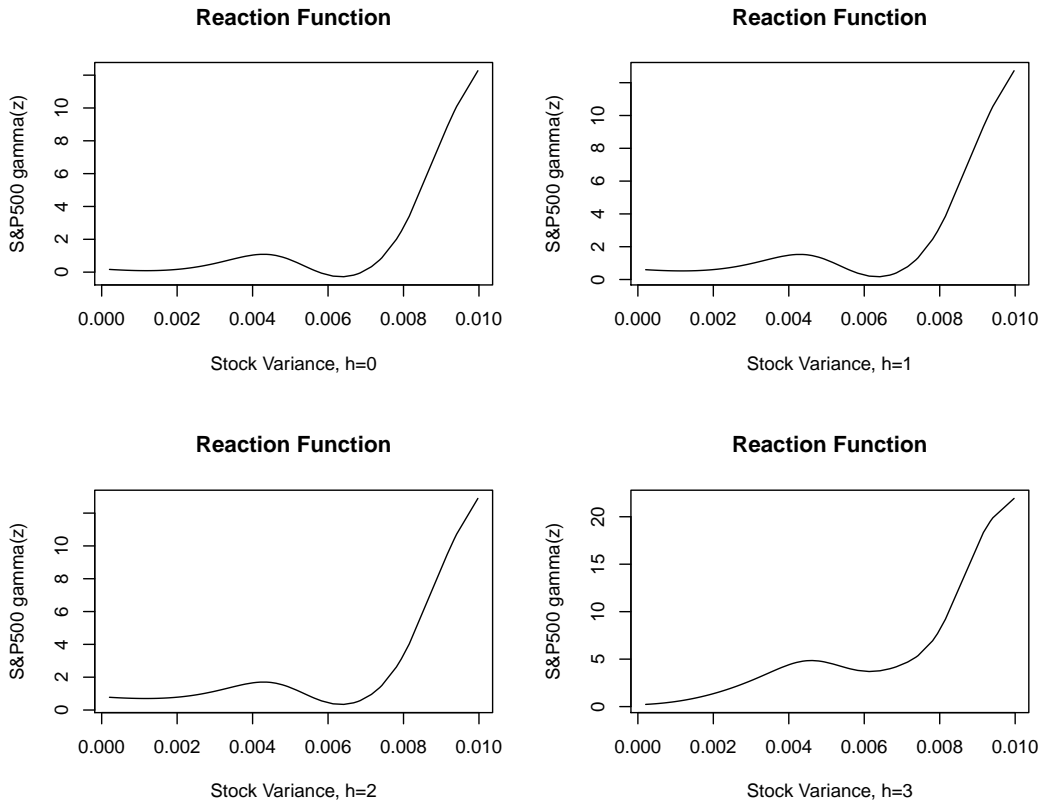 Reaction Function
S&P500 gamma(z)
0 2 4 6 8 10
0.000 0.002 0.004 0.006 0.008 0.010
Stock Variance, h=0
Reaction Function
S&P500 gamma(z)
0 2 4 6 8 10
0.000 0.002 0.004 0.006 0.008 0.010
Stock Variance, h=1
Reaction Function
S&P500 gamma(z)
0 2 4 6 8 10
0.000 0.002 0.004 0.006 0.008 0.010
Stock Variance, h=2
Reaction Function
S&P500 gamma(z)
0 5 10 15 20
0.000 0.002 0.004 0.006 0.008 0.010
Stock Variance, h=3